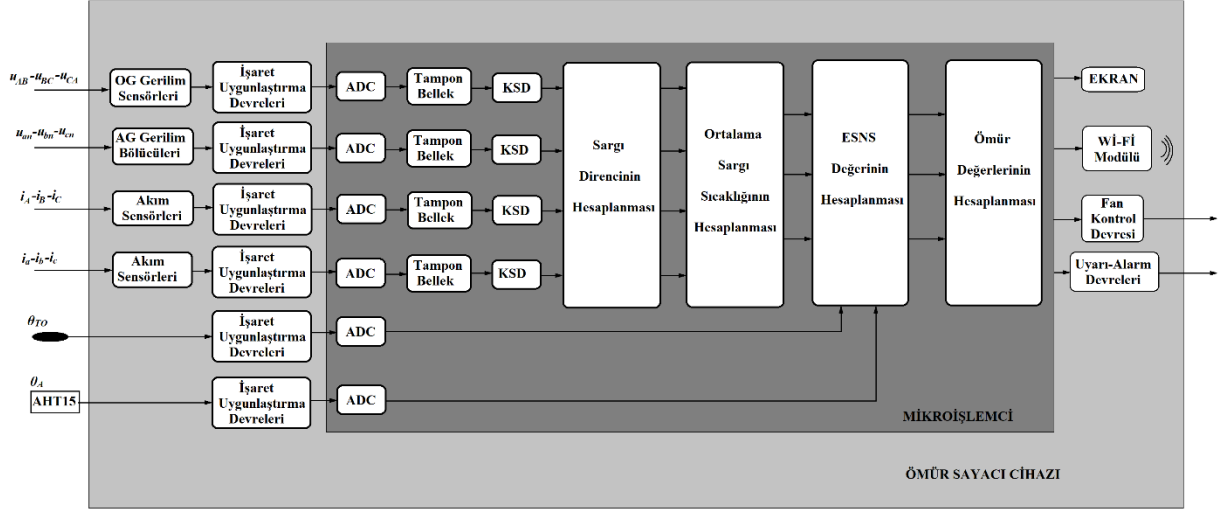 u_AB-u_BC-u_CA
OG Gerilim
Sensörleri
İşaret
Uygunlaştırma
Devreleri
ADC
Tampon
Bellek
KSD
u_an-u_bn-u_cn
AG Gerilim
Bölücüleri
İşaret
Uygunlaştırma
Devreleri
ADC
Tampon
Bellek
KSD
i_A-i_B-i_C
Akım
Sensörleri
İşaret
Uygunlaştırma
Devreleri
ADC
Tampon
Bellek
KSD
i_a-i_b-i_c
Akım
Sensörleri
İşaret
Uygunlaştırma
Devreleri
ADC
Tampon
Bellek
KSD
θ_TO
İşaret
Uygunlaştırma
Devreleri
ADC
θ_A
AHT15
İşaret
Uygunlaştırma
Devreleri
ADC
Sargı
Direncinin
Hesaplanması
Ortalama
Sargı
Sıcaklığının
Hesaplanması
ESNS
Değerinin
Hesaplanması
Ömür
Değerlerinin
Hesaplanması
EKRAN
Wİ-Fİ
Modülü
Fan
Kontrol
Devresi
Uyarı-Alarm
Devreleri
MİKROİŞLEMCİ
ÖMÜR SAYACI CİHAZI